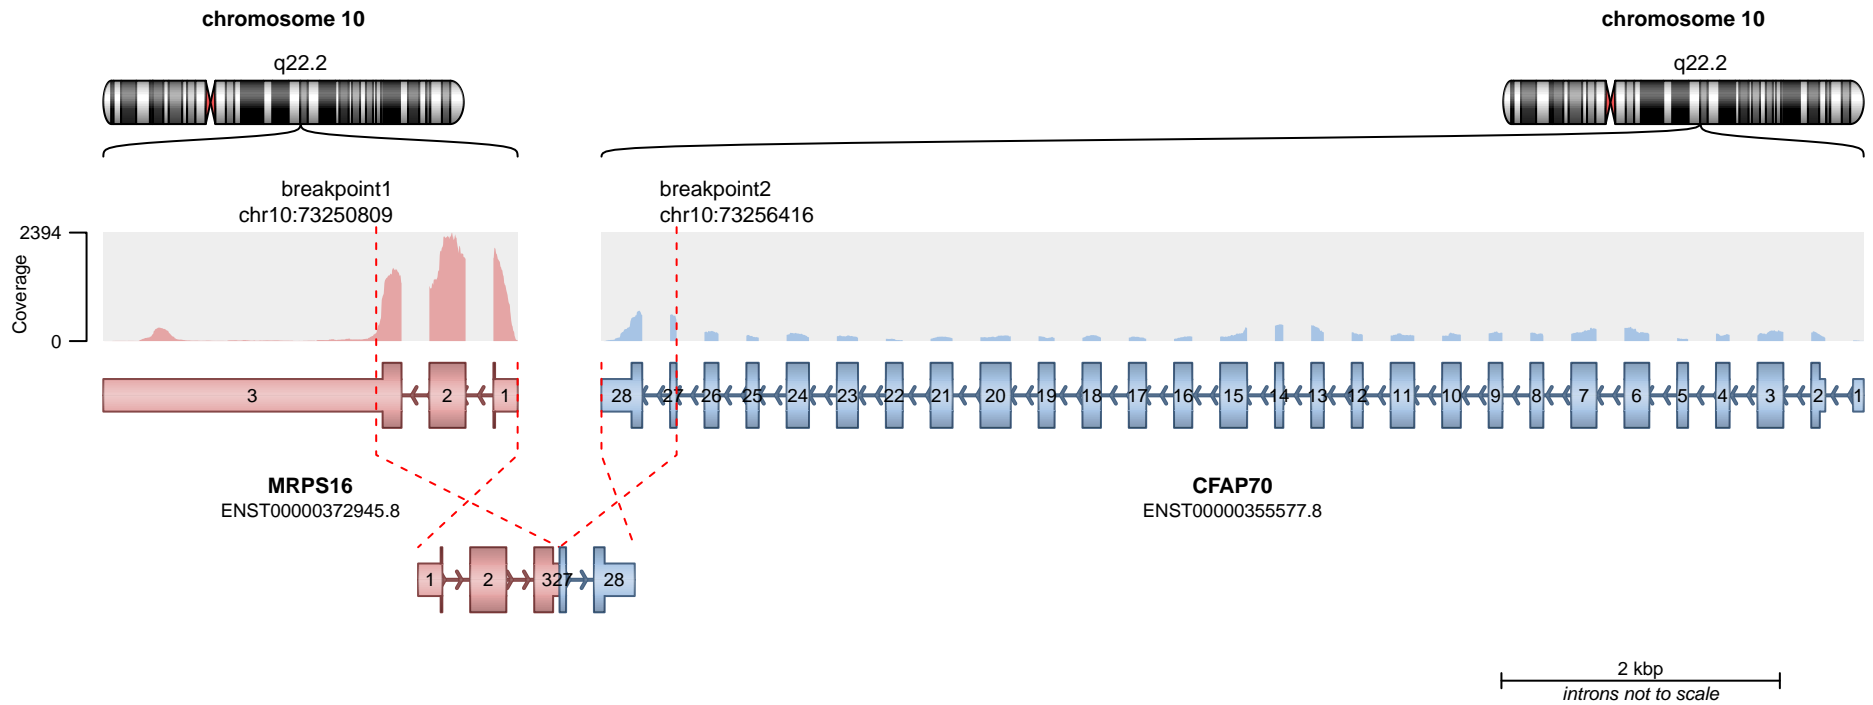 chromosome 10
chromosome 10
q22.2
q22.2
breakpoint1
chr10:73250809
breakpoint2
chr10:73256416
2394
Coverage
0
3 2 1 28 27 26 25 24 23 22 21 20 19 18 17 16 15 14 13 12 11 10 9 8 7 6 5 4 3 2 1
MRPS16
ENST00000372945.8
CFAP70
ENST00000355577.8
1 2 3 27 28
2 kbp
introns not to scale